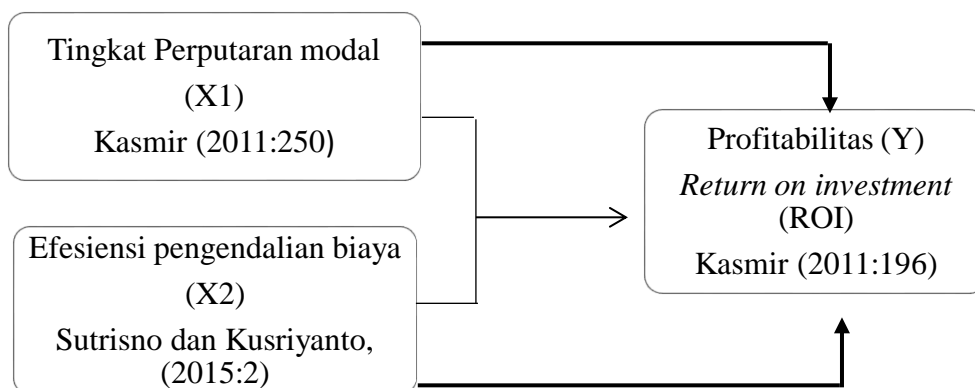 Tingkat Perputaran modal
(X1)
Kasmir (2011:250)
Efesiensi pengendalian biaya
(X2)
Sutrisno dan Kusriyanto,
(2015:2)
Profitabilitas (Y)
Return on investment
(ROI)
Kasmir (2011:196)